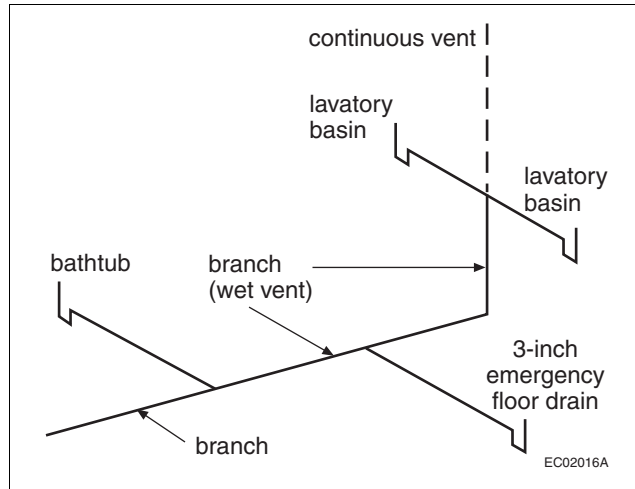 continuous vent
lavatory
basin
lavatory
basin
bathtub
branch
(wet vent)
3-inch
emergency
floor drain
branch
EC02016A